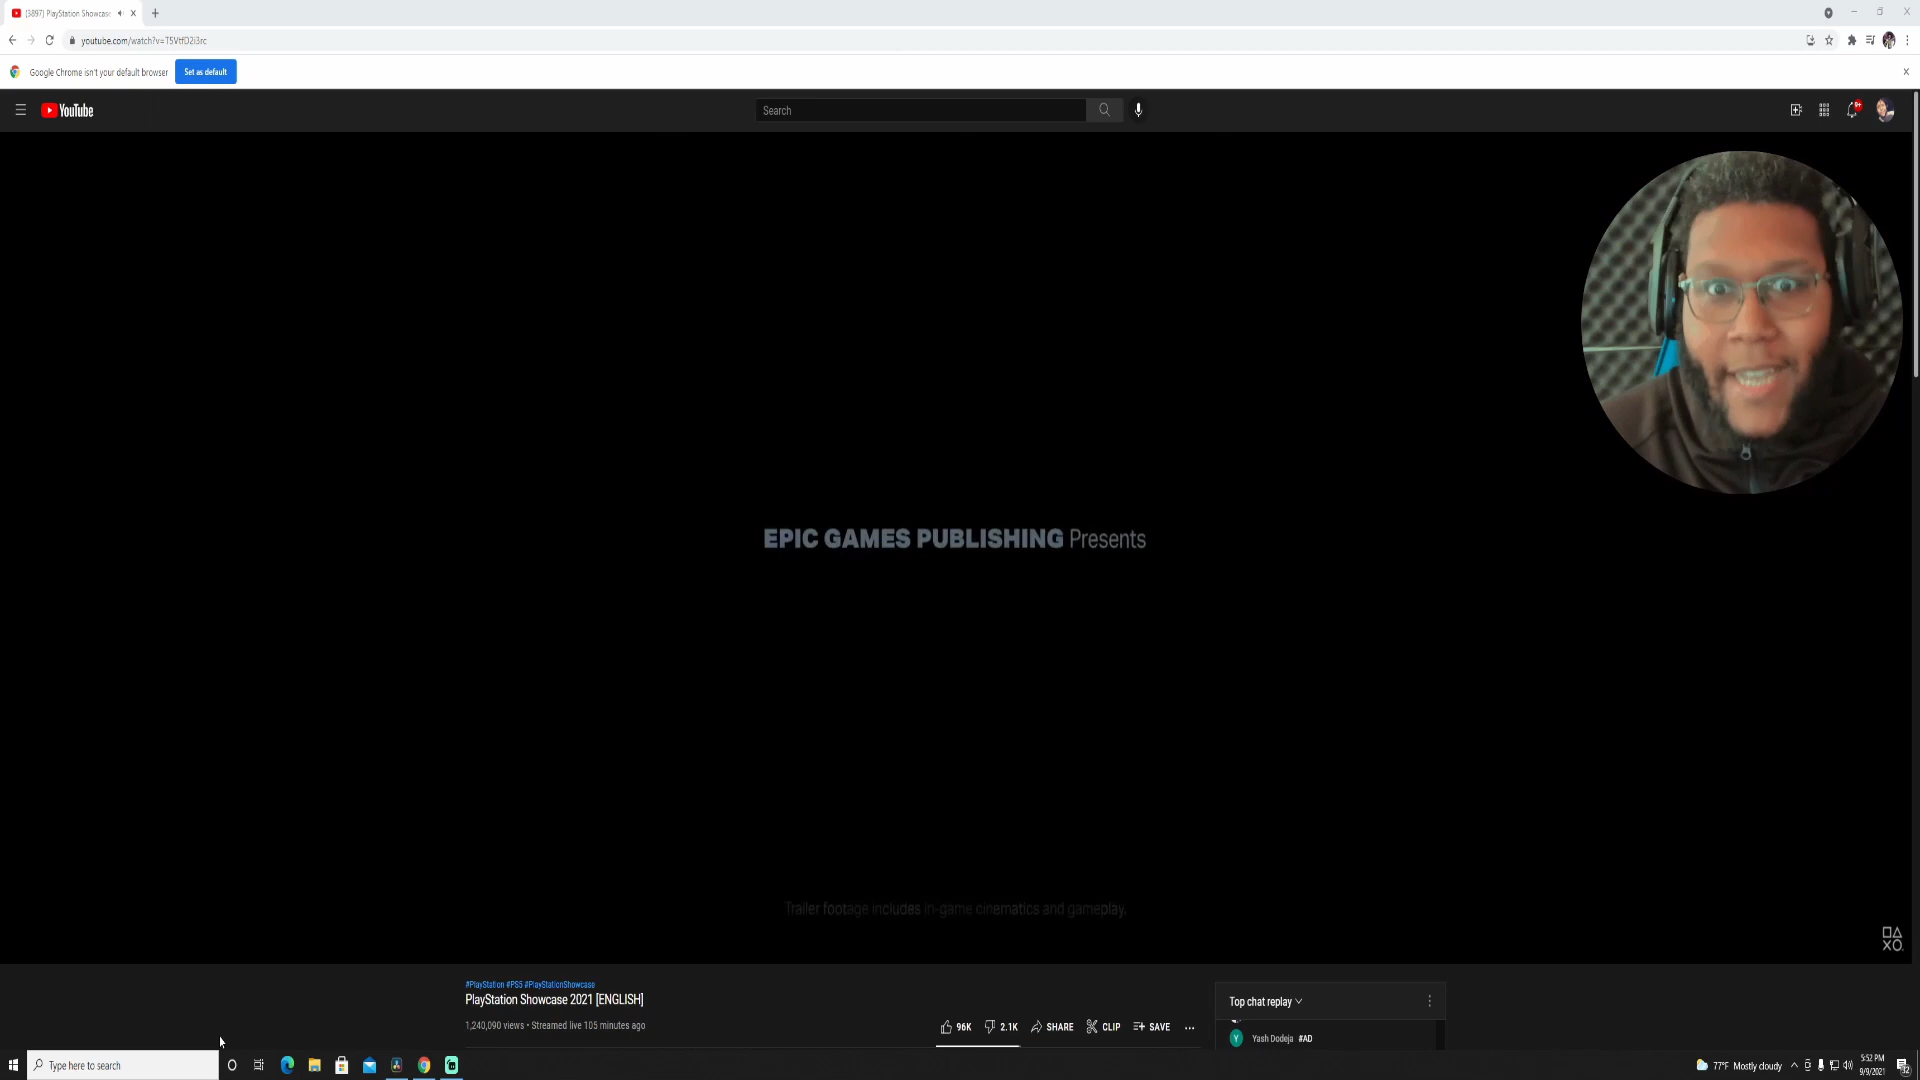 (3897) PlayStation Showcase
youtube.com/watch?v=T5VtfD2i3rc
Google Chrome isn't your default browser
Set as default
YouTube
Search
9+
EPIC GAMES PUBLISHING Presents
Trailer footage includes in-game cinematics and gameplay.
#PlayStation #PS5 #PlayStationShowcase
PlayStation Showcase 2021 [ENGLISH]
1,240,090 views • Streamed live 105 minutes ago
96K
2.1K
SHARE
CLIP
SAVE
Top chat replay
Y
Yash Dodeja #AD
Type here to search
77°F Mostly cloudy
5:52 PM
9/9/2021